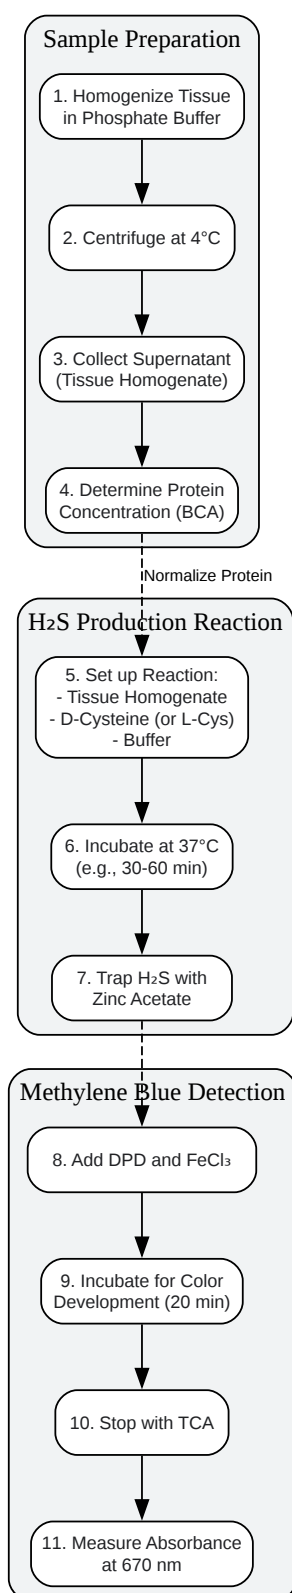 Sample Preparation
1. Homogenize Tissue
in Phosphate Buffer
2. Centrifuge at 4°C
3. Collect Supernatant
(Tissue Homogenate)
4. Determine Protein
Concentration (BCA)
Normalize Protein
H₂S Production Reaction
5. Set up Reaction:
- Tissue Homogenate
- D-Cysteine (or L-Cys)
- Buffer
6. Incubate at 37°C
(e.g., 30-60 min)
7. Trap H₂S with
Zinc Acetate
Methylene Blue Detection
8. Add DPD and FeCl₃
9. Incubate for Color
Development (20 min)
10. Stop with TCA
11. Measure Absorbance
at 670 nm